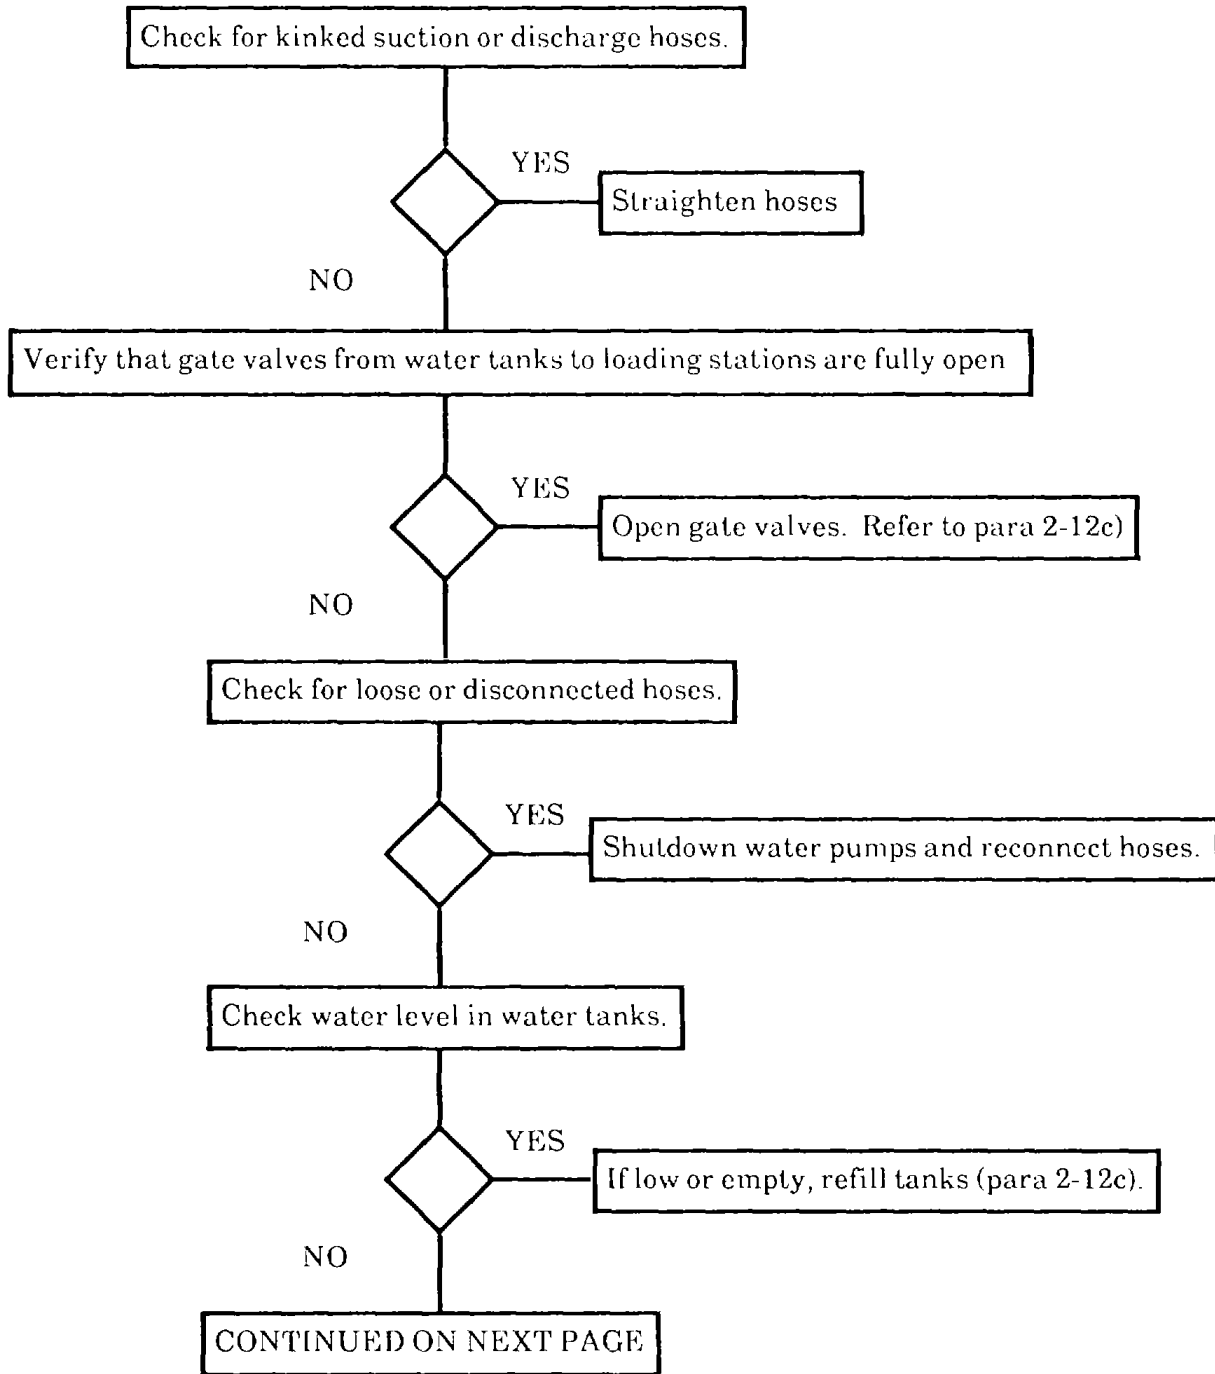 Check for kinked suction or discharge hoses.
YES
Straighten hoses
NO
Verify that gate valves from water tanks to loading stations are fully open
YES
Open gate valves. Refer to para 2-12c)
NO
Check for loose or disconnected hoses.
YES
Shutdown water pumps and reconnect hoses.
NO
Check water level in water tanks.
YES
If low or empty, refill tanks (para 2-12c).
NO
CONTINUED ON NEXT PAGE